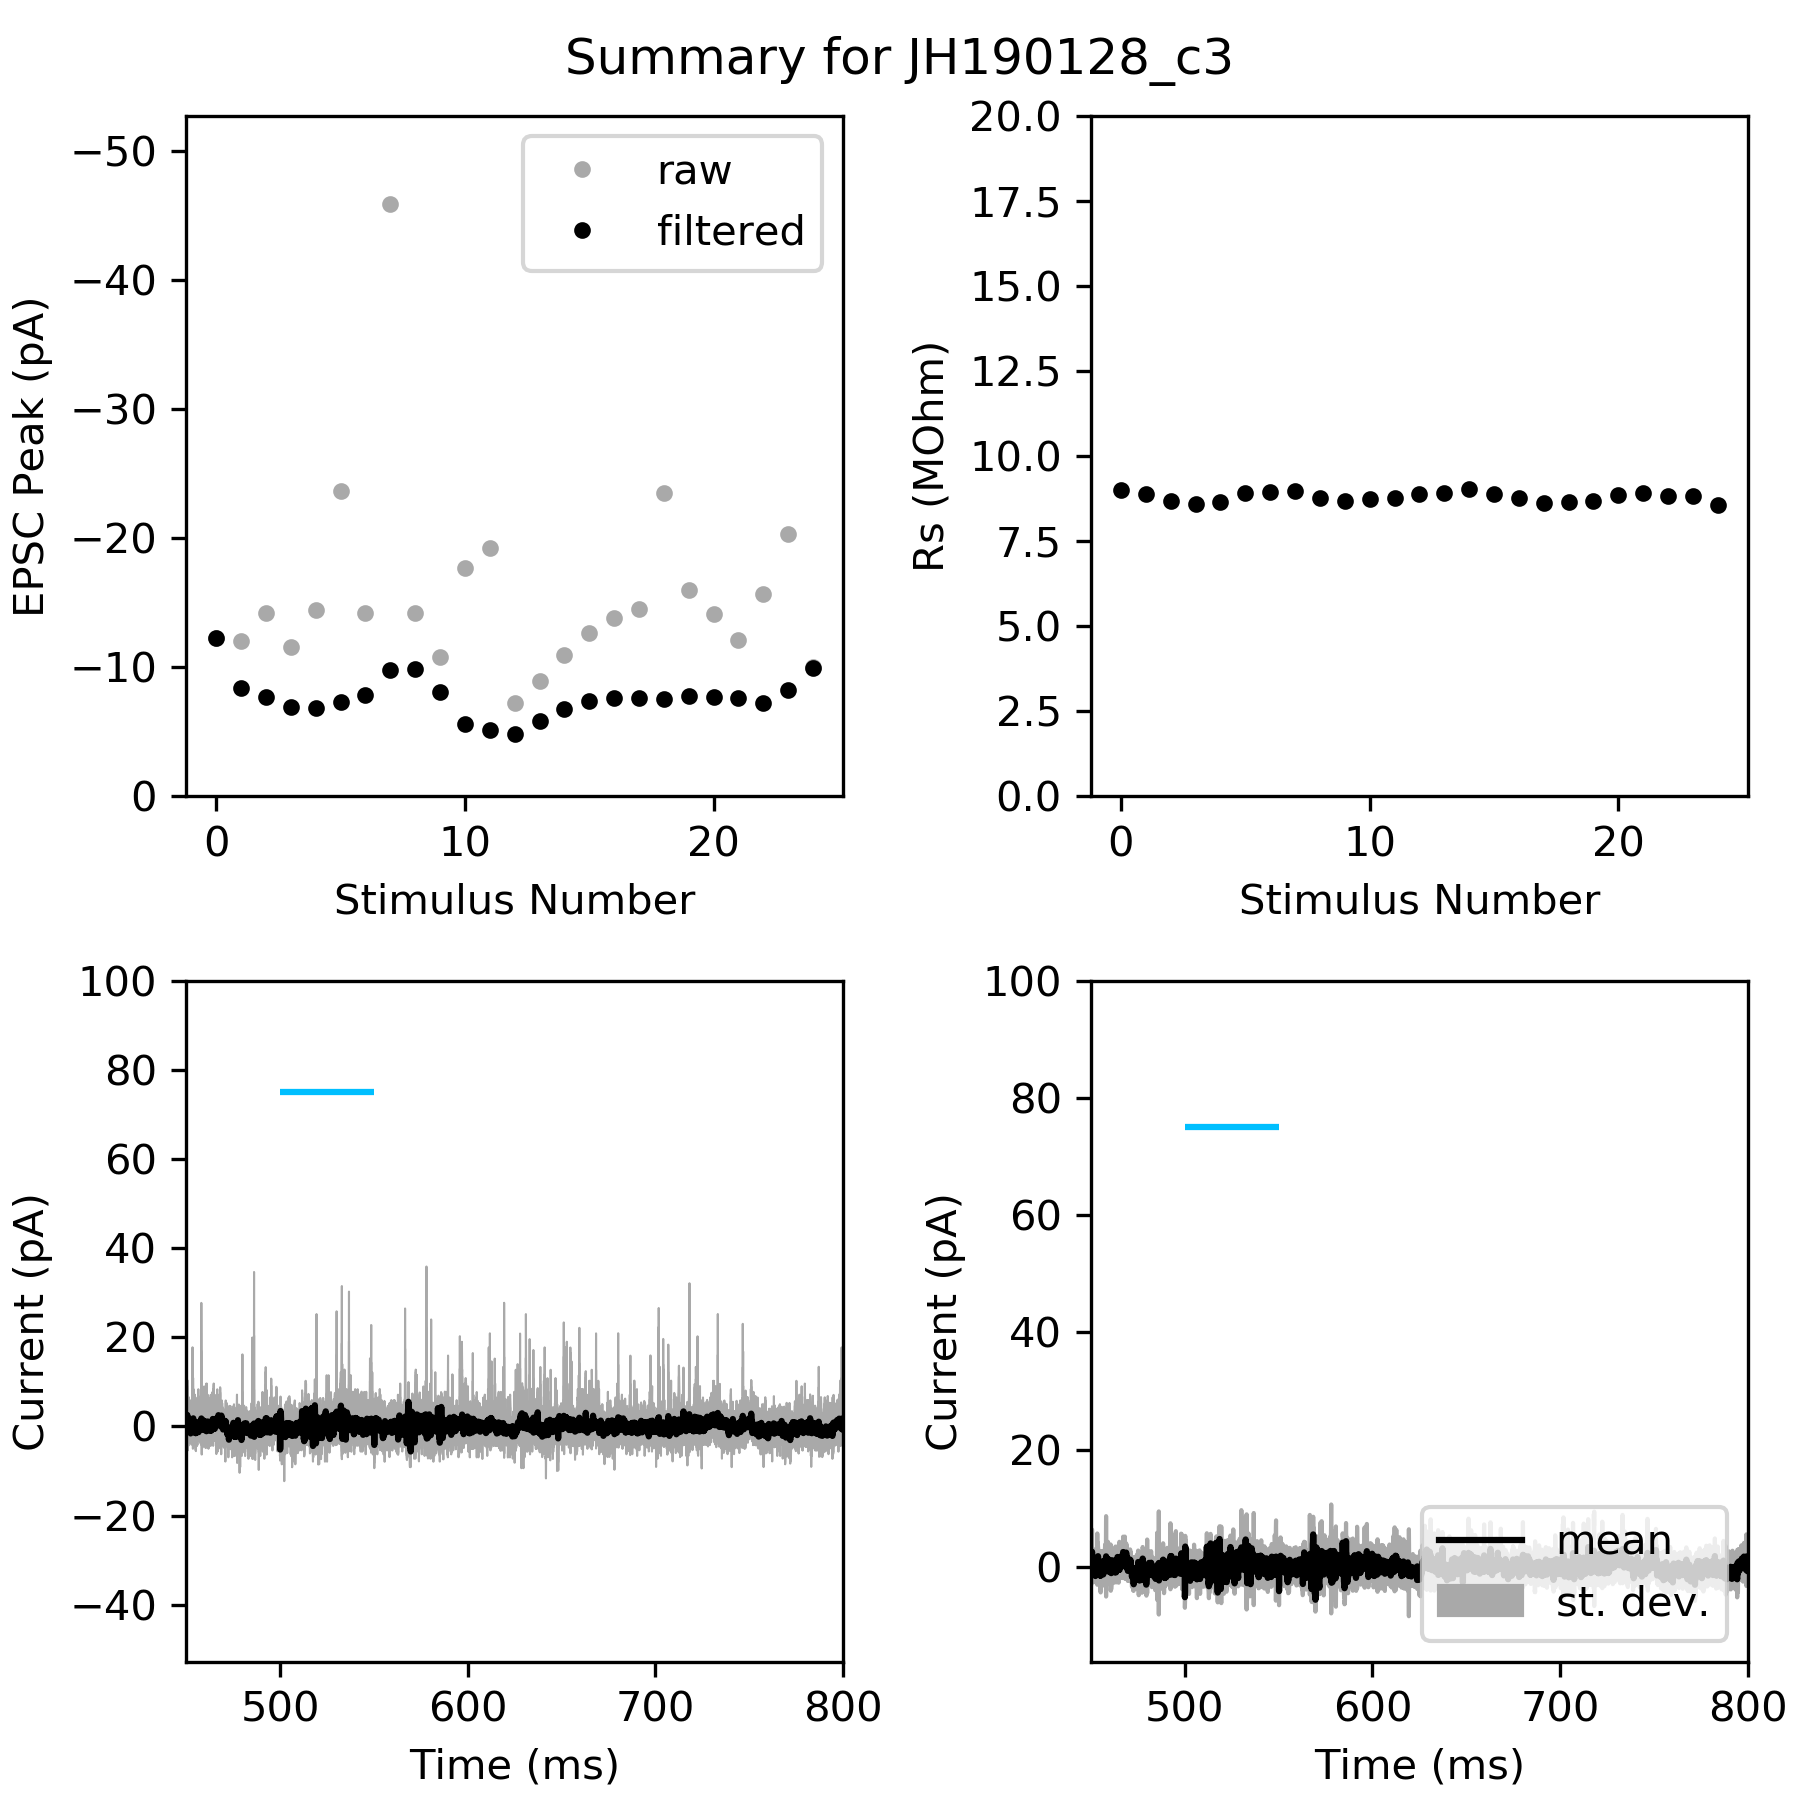 Summary for JH190128_c3
−50
−40
−30
−20
−10
0
EPSC Peak (pA)
0 10 20
Stimulus Number
raw
filtered
20.0
17.5
15.0
12.5
10.0
7.5
5.0
2.5
0.0
Rs (MOhm)
0 10 20
Stimulus Number
100
80
60
40
20
0
−20
−40
Current (pA)
500 600 700 800
Time (ms)
100
80
60
40
20
0
Current (pA)
500 600 700 800
Time (ms)
mean
st. dev.